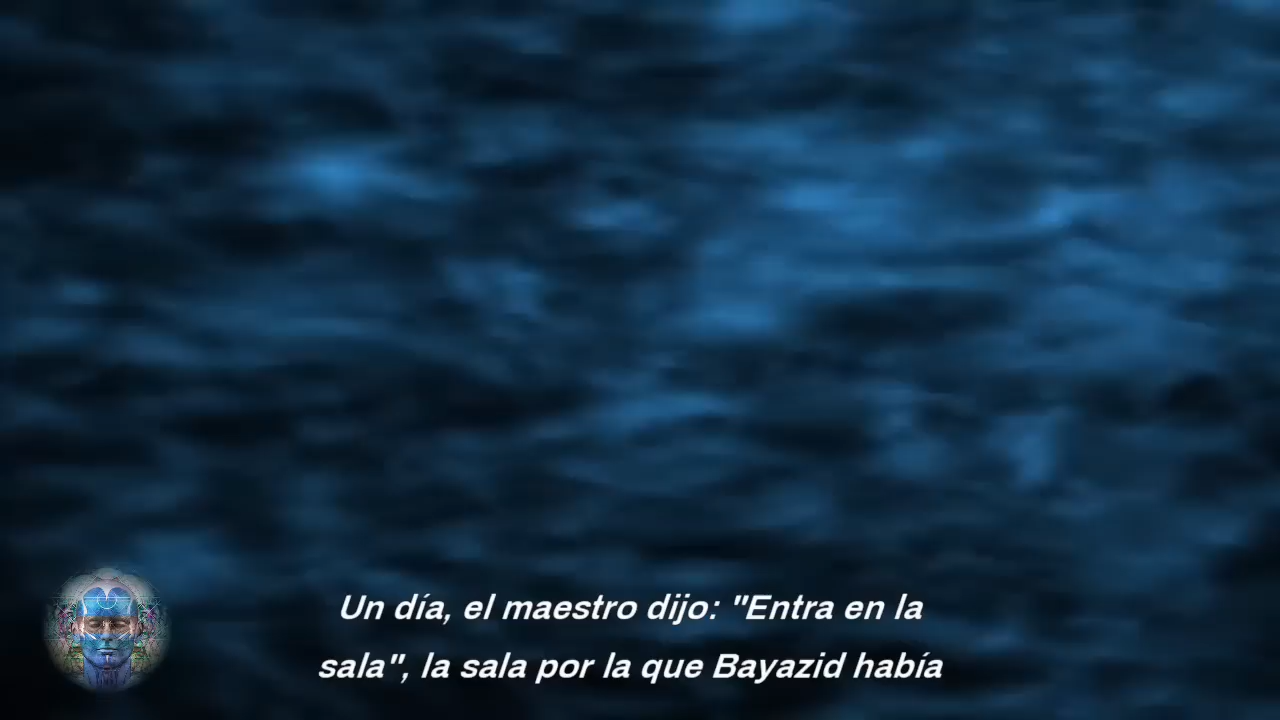 Un día, el maestro dijo: "Entra en la
sala", la sala por la que Bayazid había